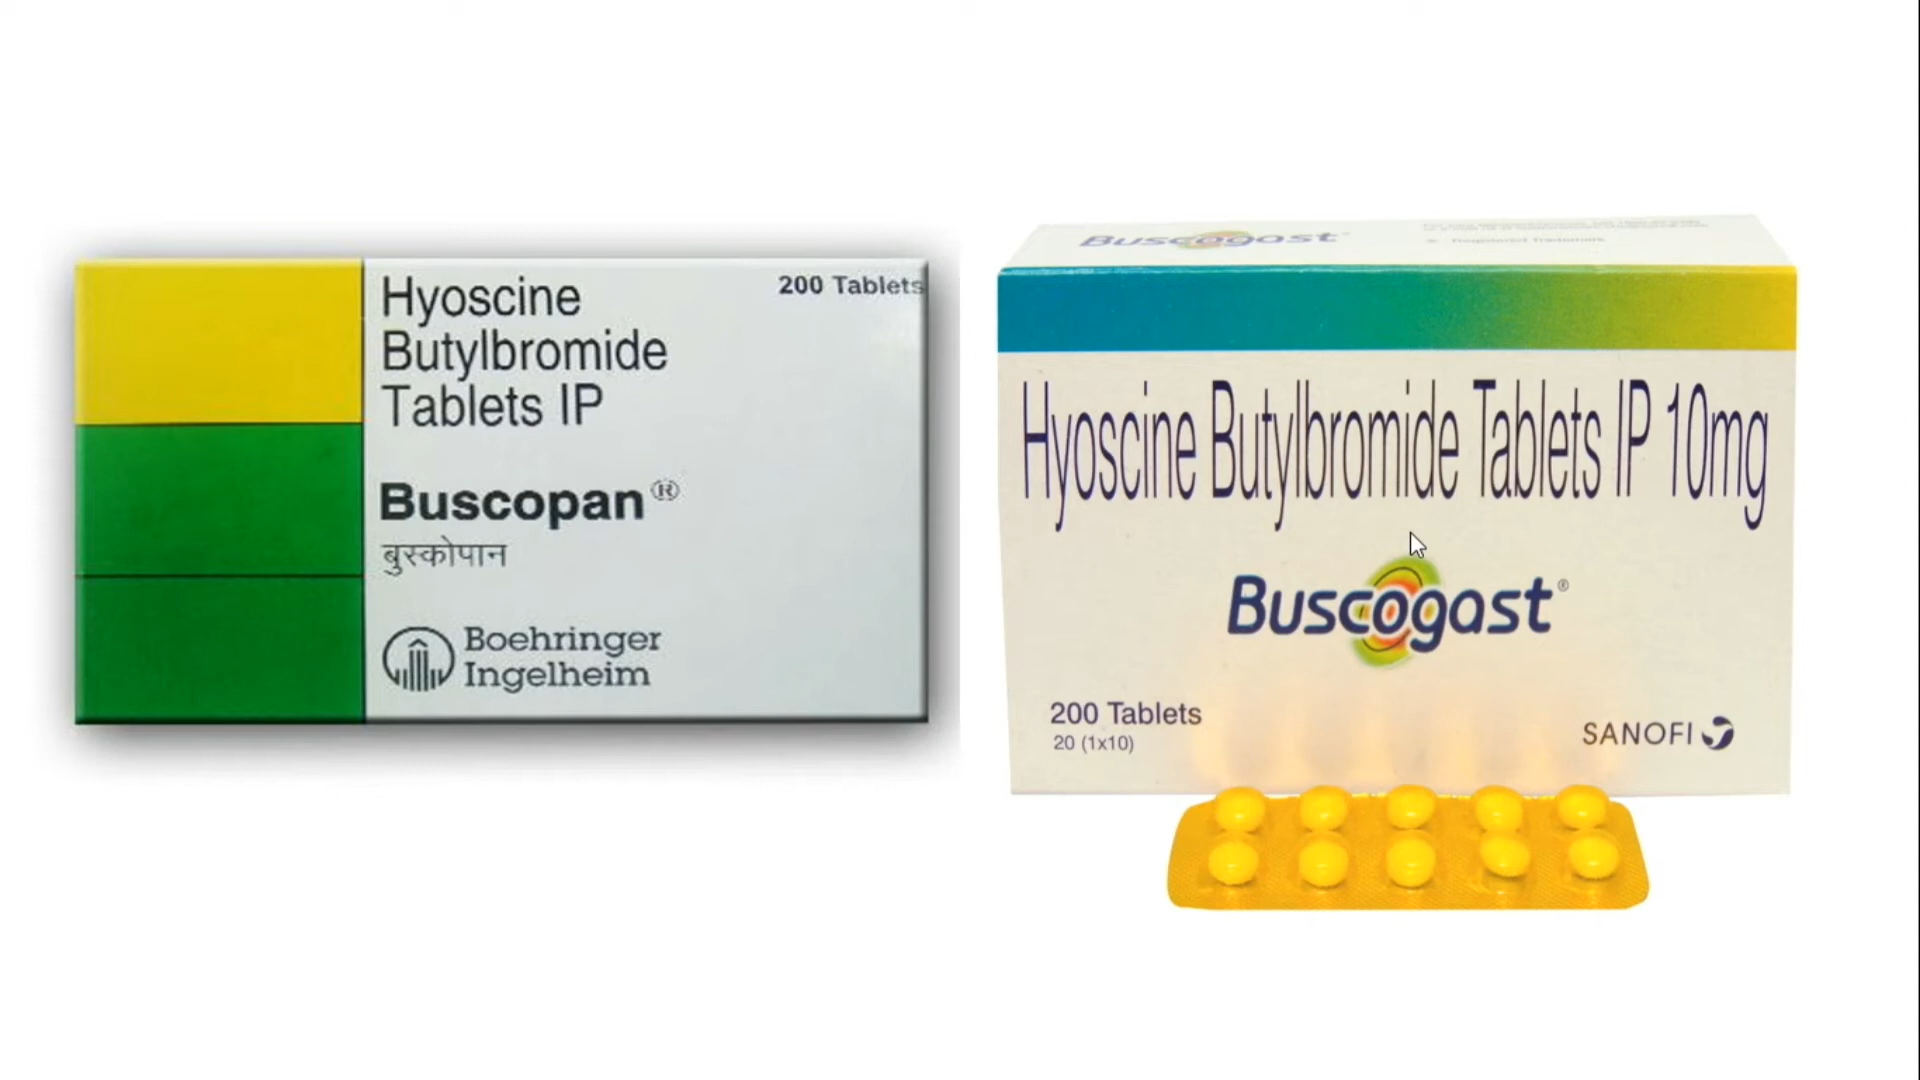 Hyoscine
Butylbromide
Tablets IP
200 Tablets
Buscopan®
बुस्कोपान
Boehringer
Ingelheim
Buscogast
Hyoscine Butylbromide Tablets IP 10mg
Buscogast®
200 Tablets
20 (1x10)
SANOFI